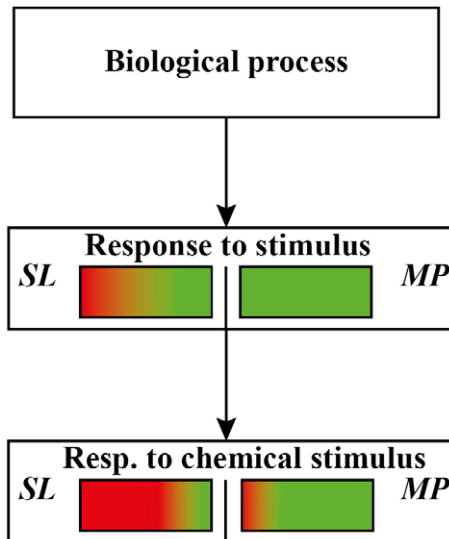 Biological process
Response to stimulus
SL MP
Resp. to chemical stimulus
SL MP